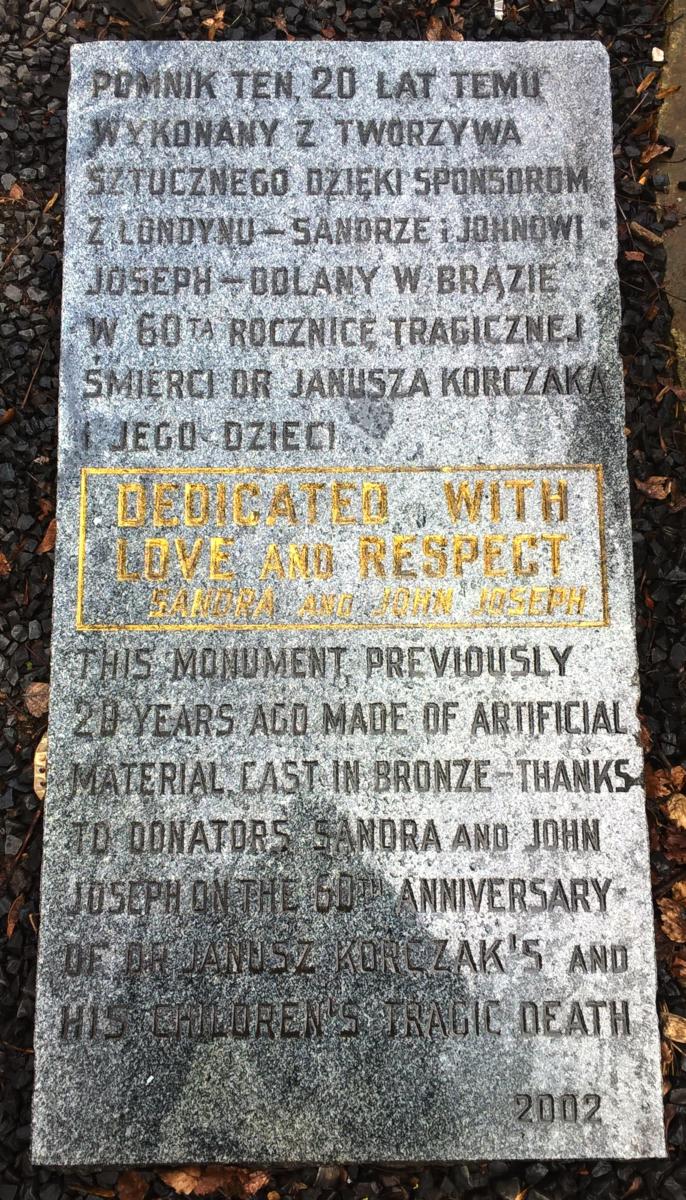 POMNIK TEN, 20 LAT TEMU
WYKONANY Z TWORZYWA
SZTUCZNEGO DZIĘKI SPONSOROM
Z LONDYNU – SANDRZE i JOHNOWI
JOSEPH – ODLANY W BRĄZIE
W 60TA ROCZNICĘ TRAGICZNEJ
ŚMIERCI DR JANUSZA KORCZAKA
i JEGO DZIECI
DEDICATED WITH
LOVE AND RESPECT
SANDRA AND JOHN JOSEPH
THIS MONUMENT, PREVIOUSLY
20 YEARS AGO MADE OF ARTIFICIAL
MATERIAL, CAST IN BRONZE – THANKS
TO DONATORS SANDRA AND JOHN
JOSEPH ON THE 60TH ANNIVERSARY
OF DR JANUSZ KORCZAK'S AND
HIS CHILDREN'S TRAGIC DEATH
2002